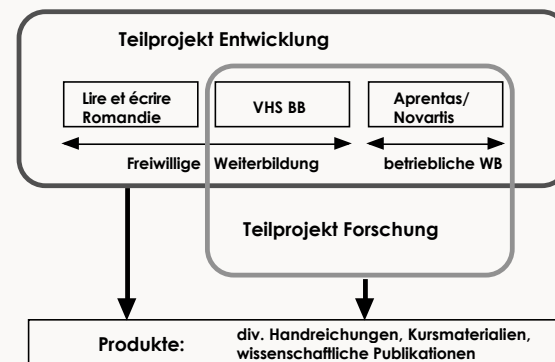 Teilprojekt Entwicklung
Lire et écrire
Romandie
VHS BB
Aprentas/
Novartis
Freiwillige Weiterbildung
betriebliche WB
Teilprojekt Forschung
Produkte: div. Handreichungen, Kursmaterialien,
wissenschaftliche Publikationen